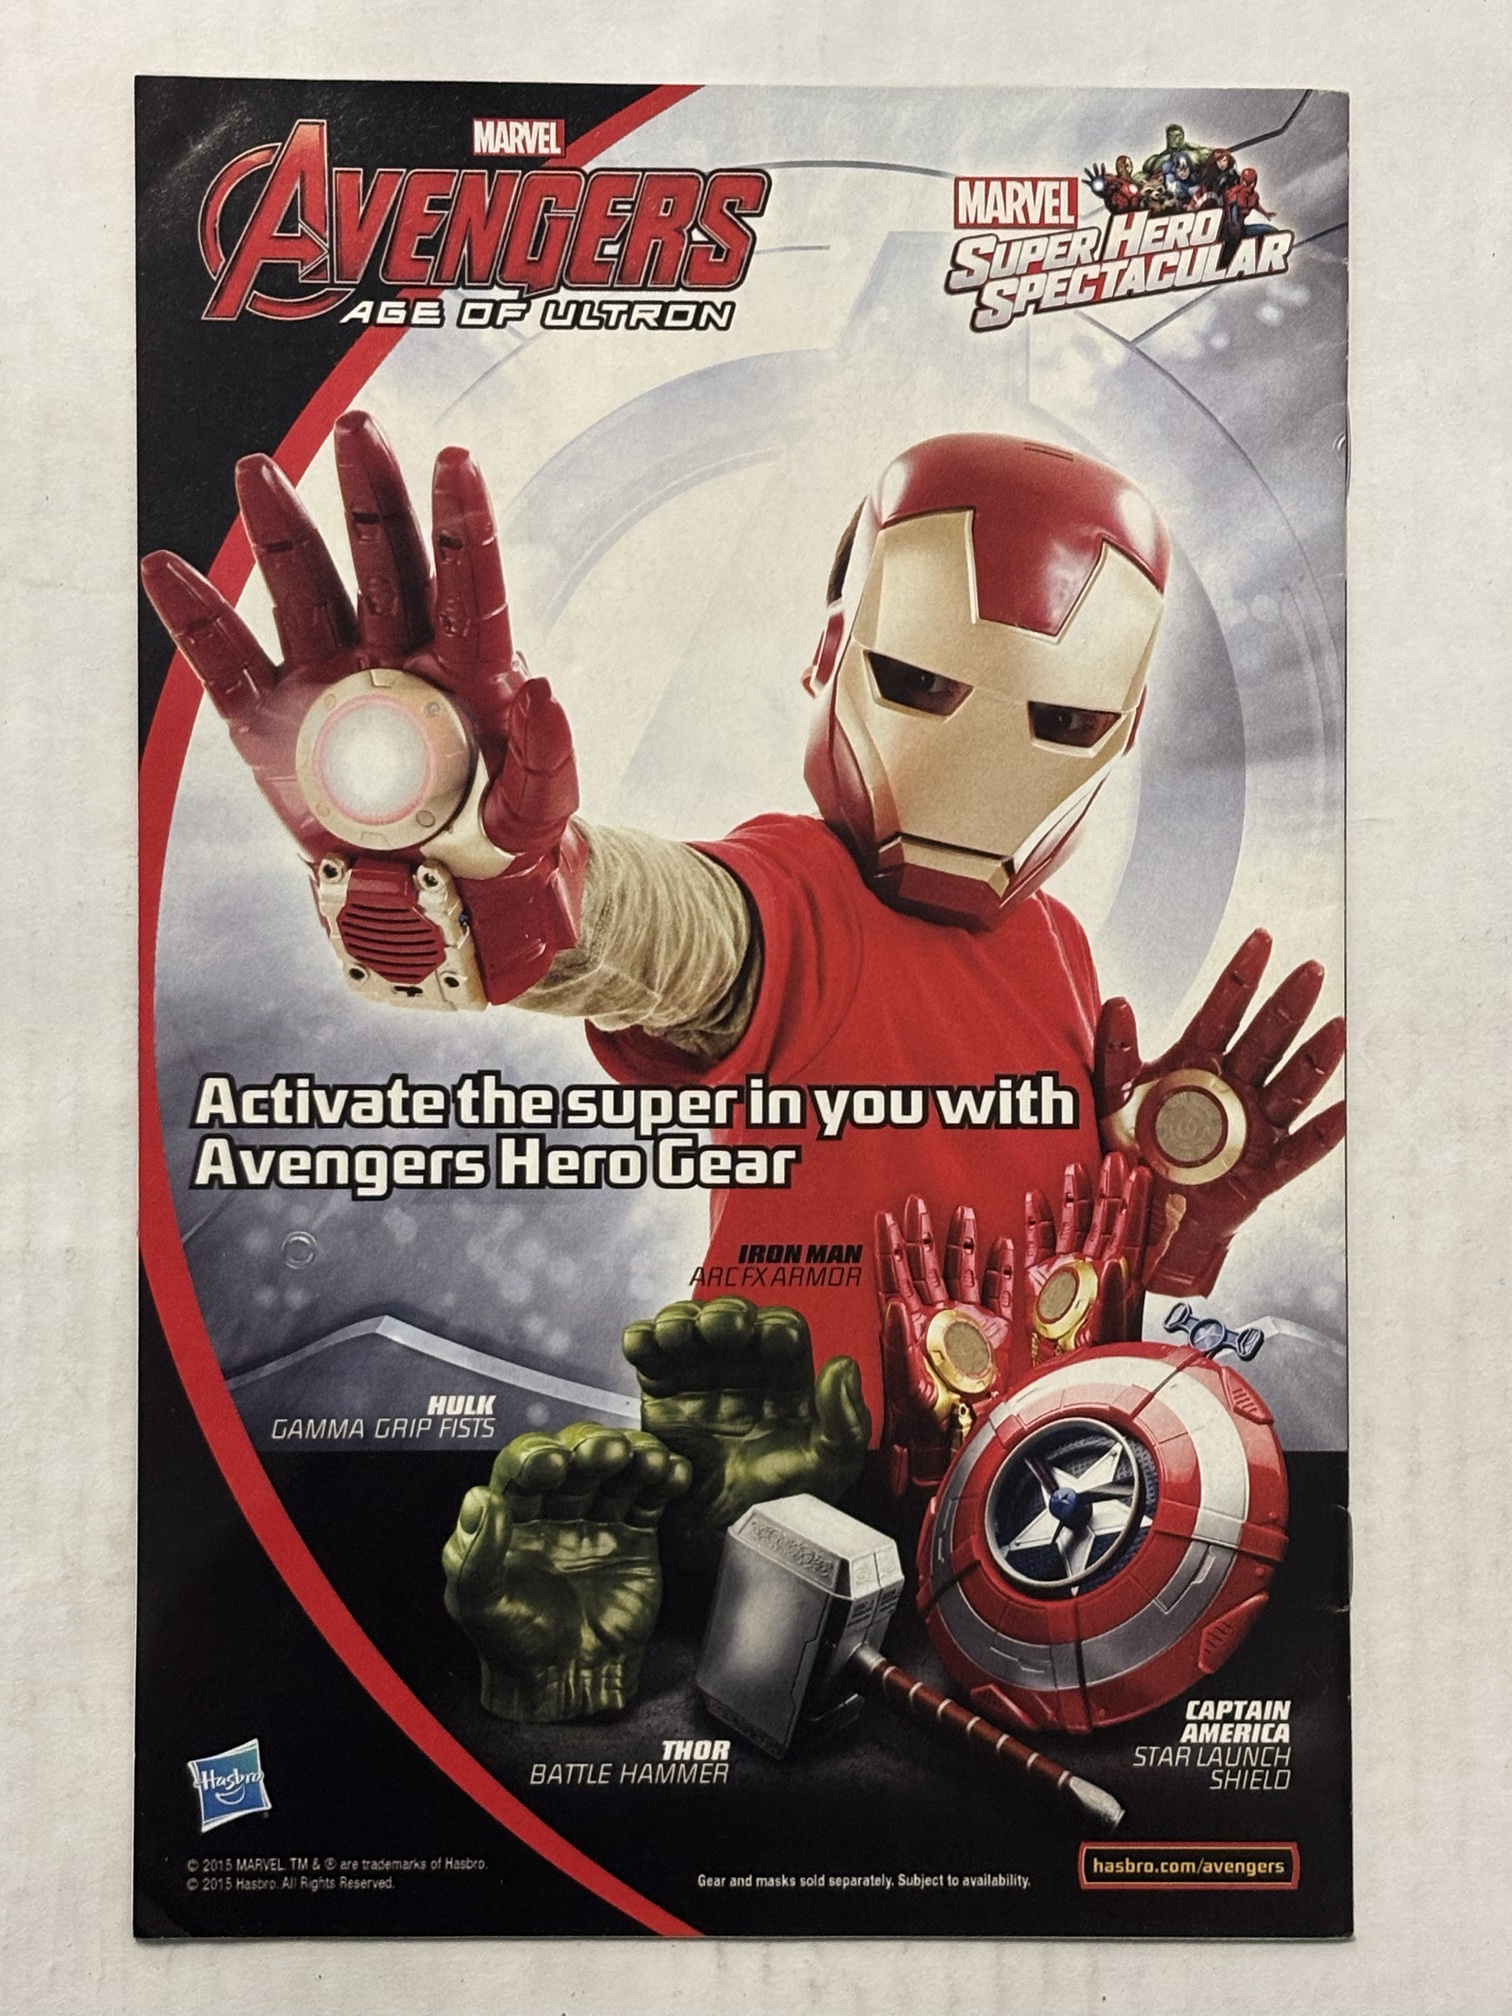 MARVEL
AVENGERS
AGE OF ULTRON
MARVEL
SUPER HERO
SPECTACULAR
Activate the super in you with
Avengers Hero Gear
IRON MAN
ARC FX ARMOR
HULK
GAMMA GRIP FISTS
THOR
BATTLE HAMMER
CAPTAIN
AMERICA
STAR LAUNCH
SHIELD
Hasbro
© 2015 MARVEL. TM & ® are trademarks of Hasbro.
© 2015 Hasbro. All Rights Reserved.
Gear and masks sold separately. Subject to availability.
hasbro.com/avengers